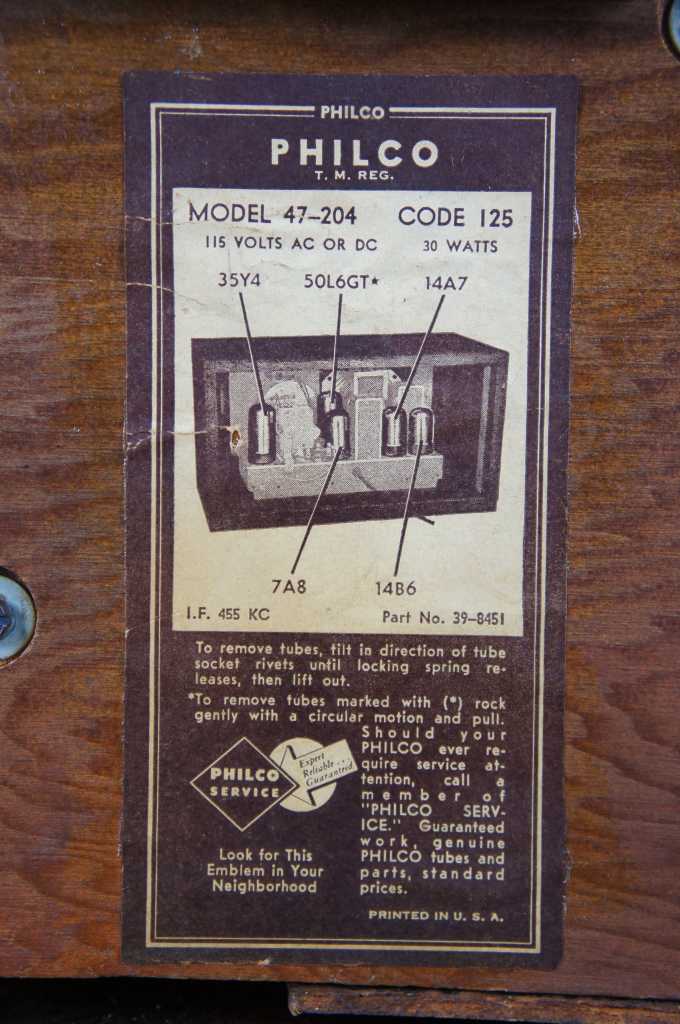 PHILCO
PHILCO
T. M. REG.
MODEL 47-204 CODE 125
115 VOLTS AC OR DC 30 WATTS
35Y4 50L6GT* 14A7
7A8 14B6
I.F. 455 KC Part No. 39-8451
To remove tubes, tilt in direction of tube
socket rivets until locking spring re-
leases, then lift out.
*To remove tubes marked with (*) rock
gently with a circular motion and pull.
Should your
PHILCO ever re-
quire service at-
tention, call a
member of
"PHILCO SERV-
ICE." Guaranteed
work, genuine
PHILCO tubes and
parts, standard
prices.
PHILCO
SERVICE
Expert
Reliable...
Guaranteed
Look for This
Emblem in Your
Neighborhood
PRINTED IN U. S. A.